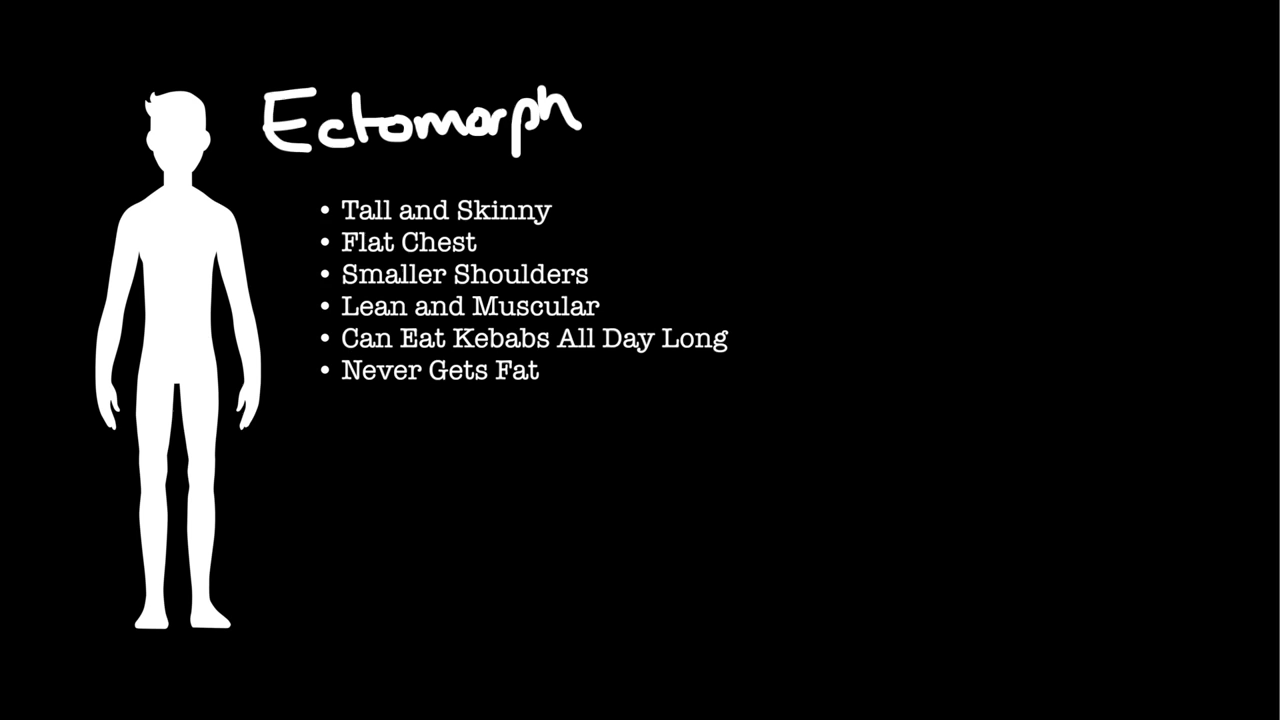 Ectomorph
• Tall and Skinny
• Flat Chest
• Smaller Shoulders
• Lean and Muscular
• Can Eat Kebabs All Day Long
• Never Gets Fat